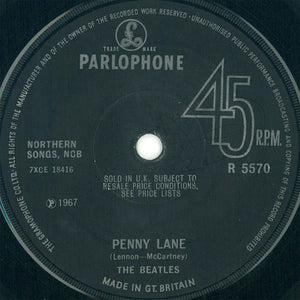 ALL RIGHTS OF THE MANUFACTURER AND OF THE OWNER OF THE RECORDED WORK RESERVED UNAUTHORISED PUBLIC PERFORMANCE BROADCASTING AND COPYING OF THIS RECORD PROHIBITED
THE GRAMOPHONE CO. LTD.
TRADE MARK
PARLOPHONE
45
R.P.M.
NORTHERN
SONGS, NCB
7XCE 18416
R 5570
SOLD IN U.K. SUBJECT TO
RESALE PRICE CONDITIONS,
SEE PRICE LISTS
℗ 1967
PENNY LANE
(Lennon-McCartney)
THE BEATLES
MADE IN GT. BRITAIN